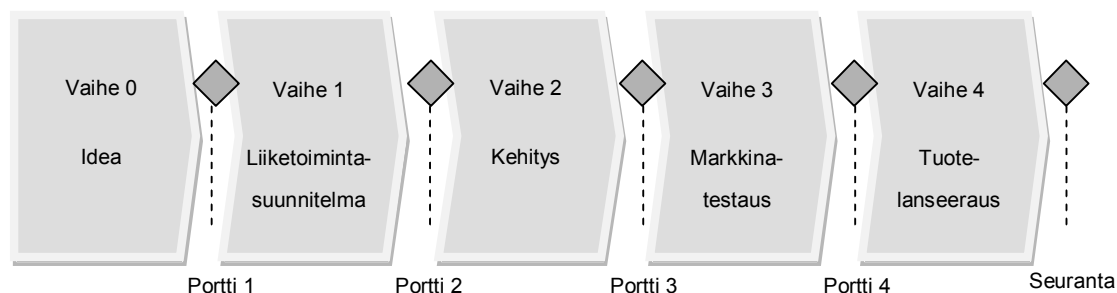 Vaihe 0
Idea
Vaihe 1
Liiketoiminta-
suunnitelma
Vaihe 2
Kehitys
Vaihe 3
Markkina-
testaus
Vaihe 4
Tuote-
lanseeraus
Portti 1
Portti 2
Portti 3
Portti 4
Seuranta